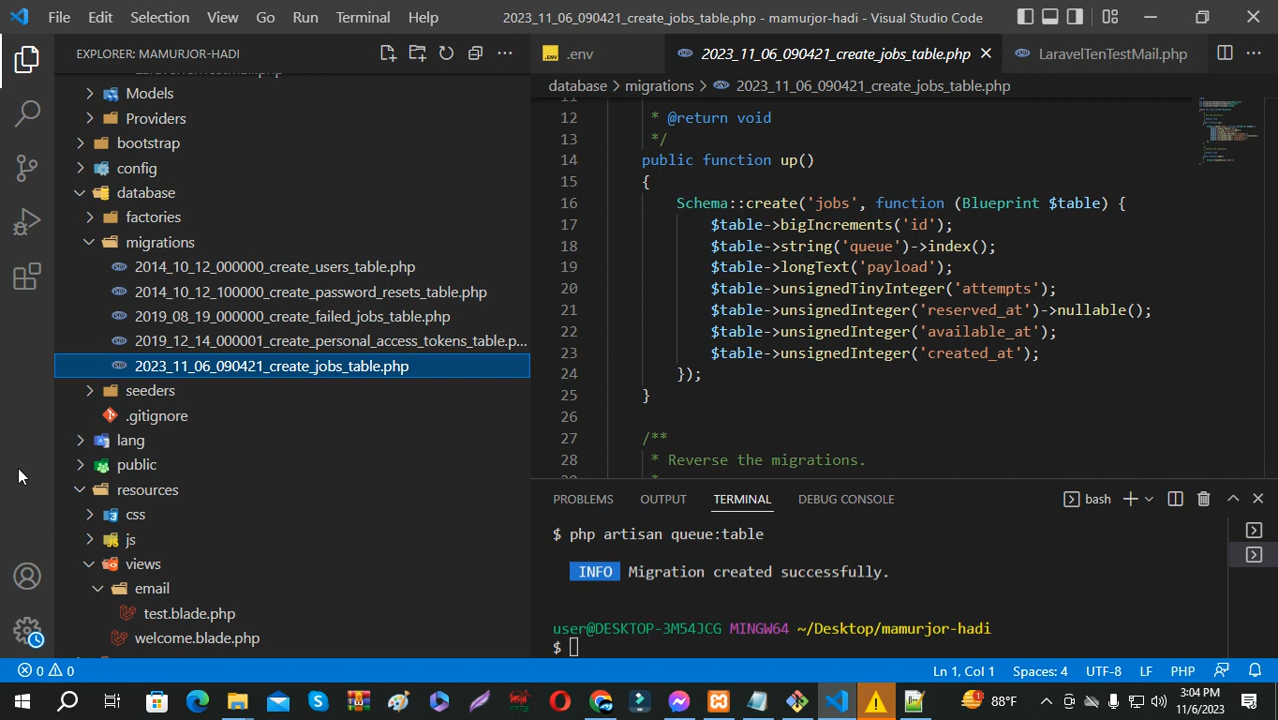 File Edit Selection View Go Run Terminal Help 2023_11_06_090421_create_jobs_table.php - mamurjor-hadi - Visual Studio Code
EXPLORER: MAMURJOR-HADI
.ENV .env 2023_11_06_090421_create_jobs_table.php LaravelTenTestMail.php
database > migrations > 2023_11_06_090421_create_jobs_table.php
LaravelTenTestMail.php
Models
Providers
bootstrap
config
database
factories
migrations
2014_10_12_000000_create_users_table.php
2014_10_12_100000_create_password_resets_table.php
2019_08_19_000000_create_failed_jobs_table.php
2019_12_14_000001_create_personal_access_tokens_table.p...
2023_11_06_090421_create_jobs_table.php
seeders
.gitignore
lang
public
resources
css
js
views
email
test.blade.php
welcome.blade.php
11
12 * @return void
13 */
14 public function up()
15 {
16 Schema::create('jobs', function (Blueprint $table) {
17 $table->bigIncrements('id');
18 $table->string('queue')->index();
19 $table->longText('payload');
20 $table->unsignedTinyInteger('attempts');
21 $table->unsignedInteger('reserved_at')->nullable();
22 $table->unsignedInteger('available_at');
23 $table->unsignedInteger('created_at');
24 });
25 }
26
27 /**
28 * Reverse the migrations.
PROBLEMS OUTPUT TERMINAL DEBUG CONSOLE bash
$ php artisan queue:table
INFO Migration created successfully.
user@DESKTOP-3M54JCG MINGW64 ~/Desktop/mamurjor-hadi
$
0 0 Ln 1, Col 1 Spaces: 4 UTF-8 LF PHP
88°F 3:04 PM
11/6/2023